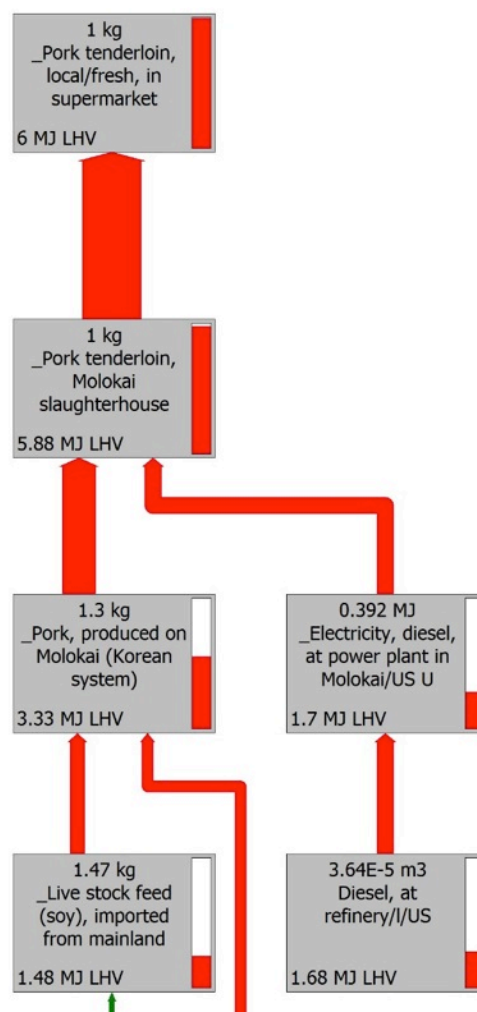 1 kg
_Pork tenderloin,
local/fresh, in
supermarket
6 MJ LHV
1 kg
_Pork tenderloin,
Molokai
slaughterhouse
5.88 MJ LHV
1.3 kg
_Pork, produced on
Molokai (Korean
system)
3.33 MJ LHV
0.392 MJ
_Electricity, diesel,
at power plant in
Molokai/US U
1.7 MJ LHV
1.47 kg
_Live stock feed
(soy), imported
from mainland
1.48 MJ LHV
3.64E-5 m3
Diesel, at
refinery/l/US
1.68 MJ LHV